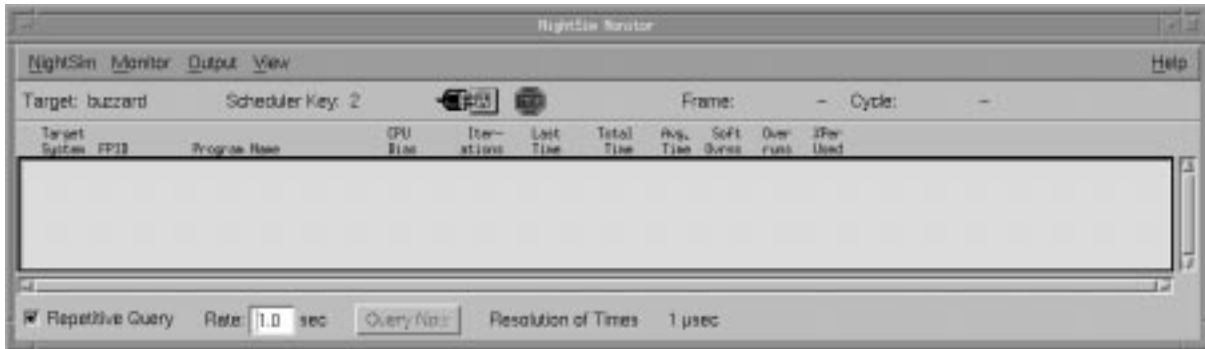 NightSim Monitor
NightSim Monitor Output View Help
Target: buzzard Scheduler Key: 2 Frame: - Cycle: -
Target CPU Iter- Last Total Avg. Soft Over %Per
System FPID Program Name Bias ations Time Time Time Ovrns runs Used
Repetitive Query Rate: 1.0 sec Query Now Resolution of Times 1 µsec